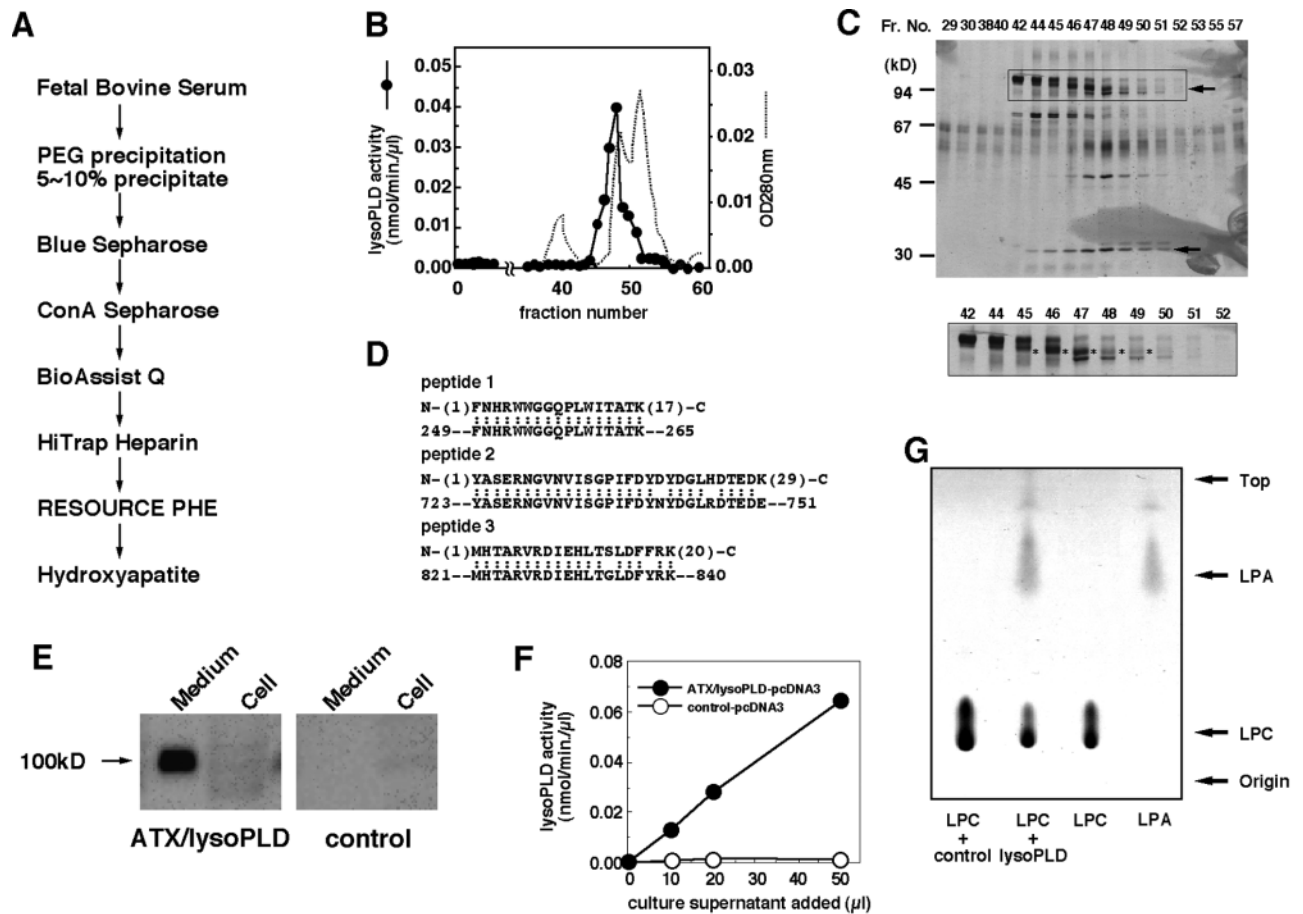 A
Fetal Bovine Serum
PEG precipitation
5~10% precipitate
Blue Sepharose
ConA Sepharose
BioAssist Q
HiTrap Heparin
RESOURCE PHE
Hydroxyapatite
B
lysoPLD activity
(nmol/min./µl)
0.05
0.04
0.03
0.02
0.01
0.00
0.03
0.02
0.01
0.00
OD280nm
0 40 50 60
fraction number
C
Fr. No. 29 30 38 40 42 44 45 46 47 48 49 50 51 52 53 55 57
(kD)
94
67
45
30
42 44 45 46 47 48 49 50 51 52
* * * * *
D
peptide 1
N-(1)FNHRWWGGQPLWITATK(17)-C
:::::::::::::::::
249--FNHRWWGGQPLWITATK--265
peptide 2
N-(1)YASERNGVNVISGPIFDYDYDGLHDTEDK(29)-C
723--YASERNGVNVISGPIFDYNYDGLRDTEDE--751
peptide 3
N-(1)MHTARVRDIEHLTSLDFFRK(20)-C
821--MHTARVRDIEHLTGLDFYRK--840
E
Medium Cell Medium Cell
100kD
ATX/lysoPLD control
F
lysoPLD activity
(nmol/min./µl)
0.08
0.06
0.04
0.02
0.00
ATX/lysoPLD-pcDNA3
control-pcDNA3
0 10 20 30 40 50
culture supernatant added (µl)
G
Top
LPA
LPC
Origin
LPC LPC LPC LPA
+ +
control lysoPLD